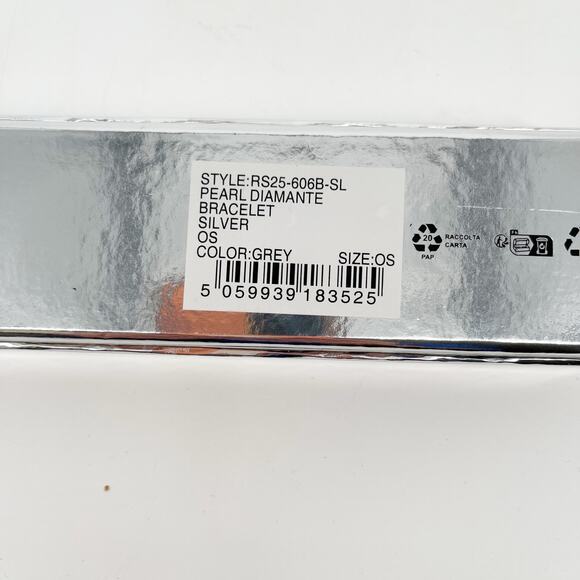 STYLE:RS25-606B-SL
PEARL DIAMANTE
BRACELET
SILVER
OS
COLOR:GREY SIZE:OS
5 059939 183525
20
PAP
RACCOLTA
CARTA